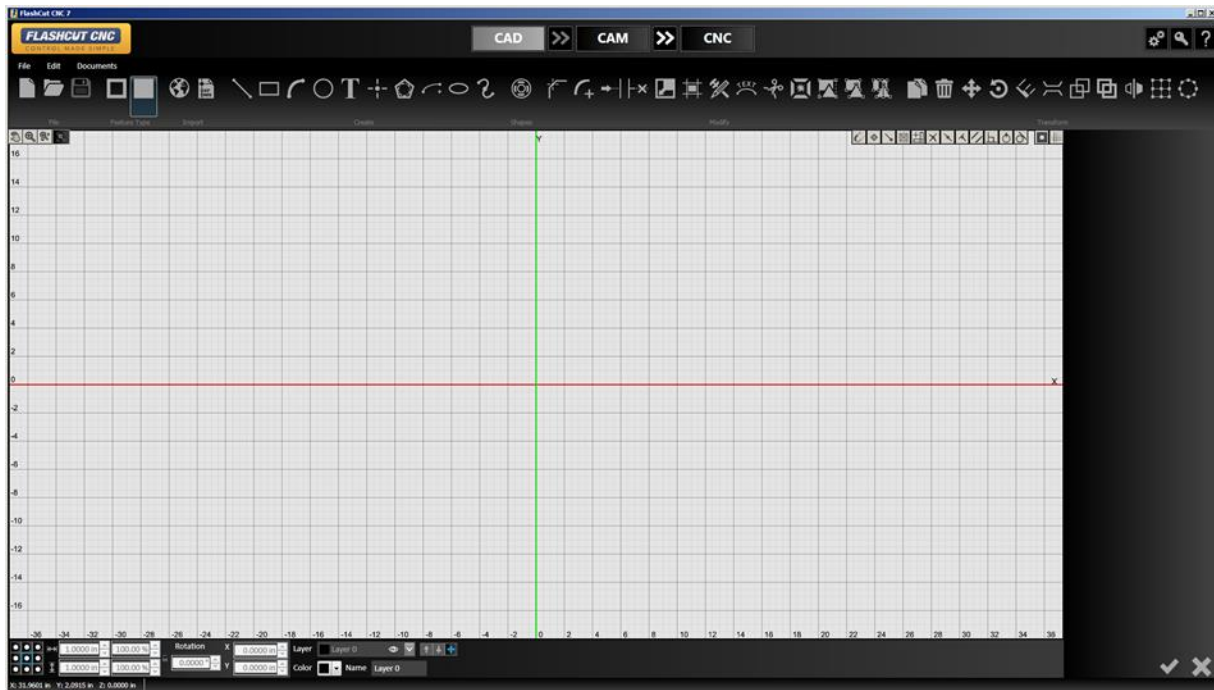 FlashCut CNC 7
FLASHCUT CNC
CONTROL MADE SIMPLE
CAD
CAM
CNC
File Edit Documents
File Feature Type Import Create Shapes Modify Transform
Y
16
14
12
10
8
6
4
2
0 X
-2
-4
-6
-8
-10
-12
-14
-16
-36 -34 -32 -30 -28 -26 -24 -22 -20 -18 -16 -14 -12 -10 -8 -6 -4 -2 0 2 4 6 8 10 12 14 16 18 20 22 24 26 28 30 32 34 36
1.0000 in 100.00 % Rotation X 0.0000 in Layer Layer 0
1.0000 in 100.00 % 0.0000 ° Y 0.0000 in Color Name Layer 0
X: 31.9601 in Y: 2.0915 in Z: 0.0000 in